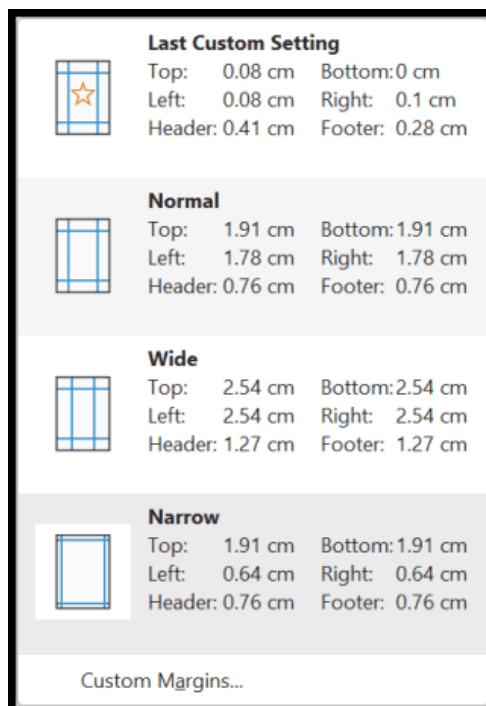 Last Custom Setting
Top: 0.08 cm Bottom: 0 cm
Left: 0.08 cm Right: 0.1 cm
Header: 0.41 cm Footer: 0.28 cm
Normal
Top: 1.91 cm Bottom: 1.91 cm
Left: 1.78 cm Right: 1.78 cm
Header: 0.76 cm Footer: 0.76 cm
Wide
Top: 2.54 cm Bottom: 2.54 cm
Left: 2.54 cm Right: 2.54 cm
Header: 1.27 cm Footer: 1.27 cm
Narrow
Top: 1.91 cm Bottom: 1.91 cm
Left: 0.64 cm Right: 0.64 cm
Header: 0.76 cm Footer: 0.76 cm
Custom Margins...